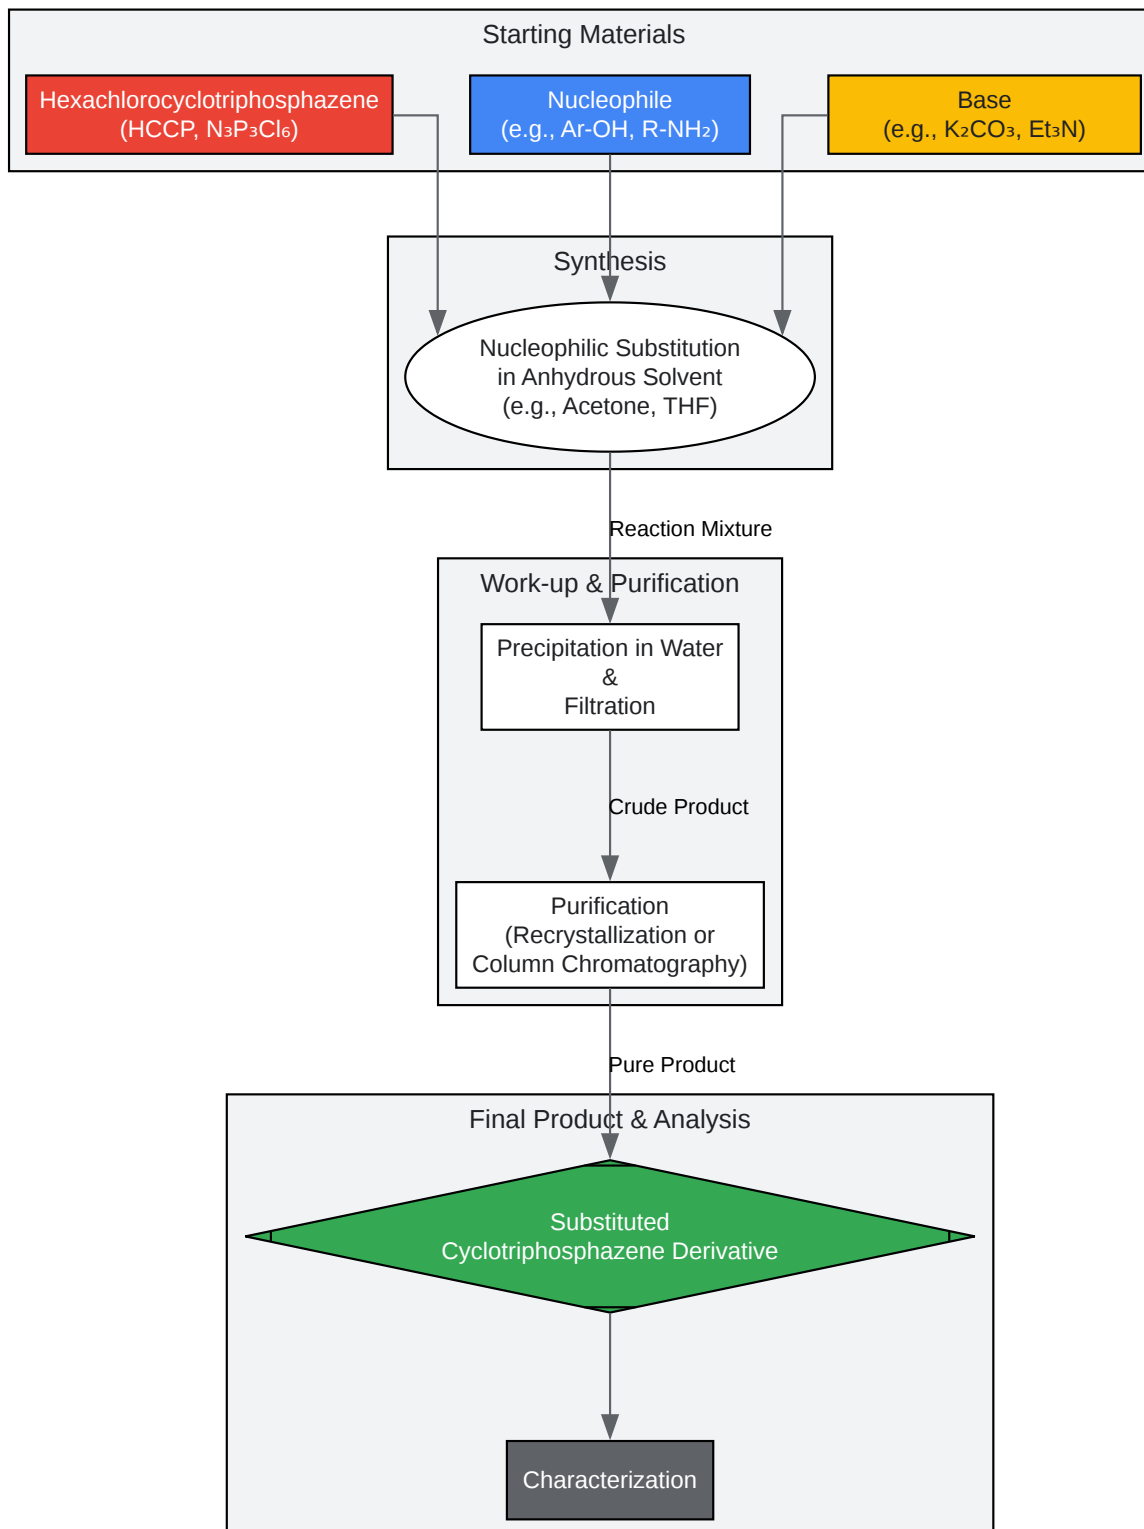 Starting Materials
Hexachlorocyclotriphosphazene
(HCCP, N₃P₃Cl₆)
Nucleophile
(e.g., Ar-OH, R-NH₂)
Base
(e.g., K₂CO₃, Et₃N)
Synthesis
Nucleophilic Substitution
in Anhydrous Solvent
(e.g., Acetone, THF)
Reaction Mixture
Work-up & Purification
Precipitation in Water
&
Filtration
Crude Product
Purification
(Recrystallization or
Column Chromatography)
Pure Product
Final Product & Analysis
Substituted
Cyclotriphosphazene Derivative
Characterization